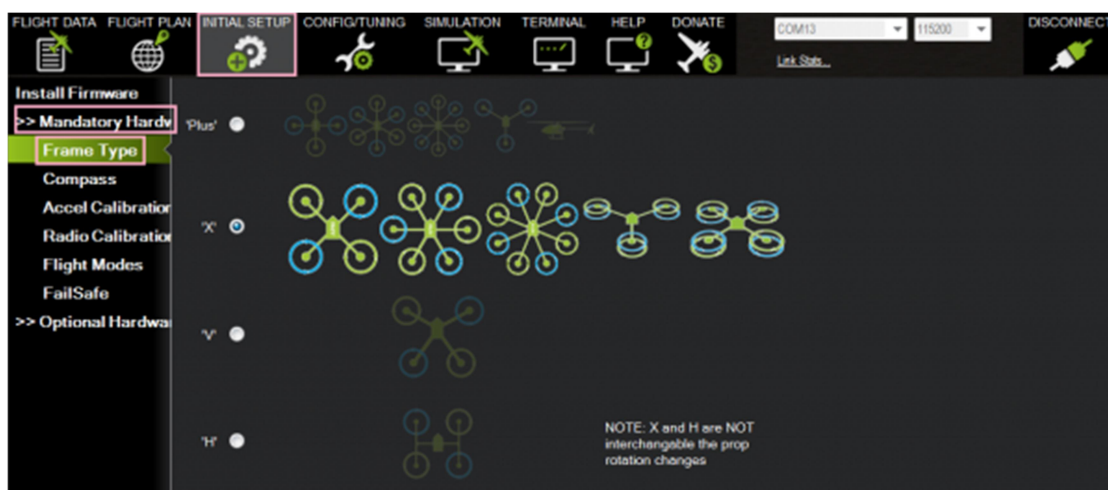 FLIGHT DATA FLIGHT PLAN INITIAL SETUP CONFIG/TUNING SIMULATION TERMINAL HELP DONATE COM13 115200 DISCONNECT
Link Stats...
Install Firmware
>> Mandatory Hardw
Frame Type
Compass
Accel Calibration
Radio Calibration
Flight Modes
FailSafe
>> Optional Hardwa
'Plus'
'X'
'V'
'H'
NOTE: X and H are NOT
interchangable the prop
rotation changes